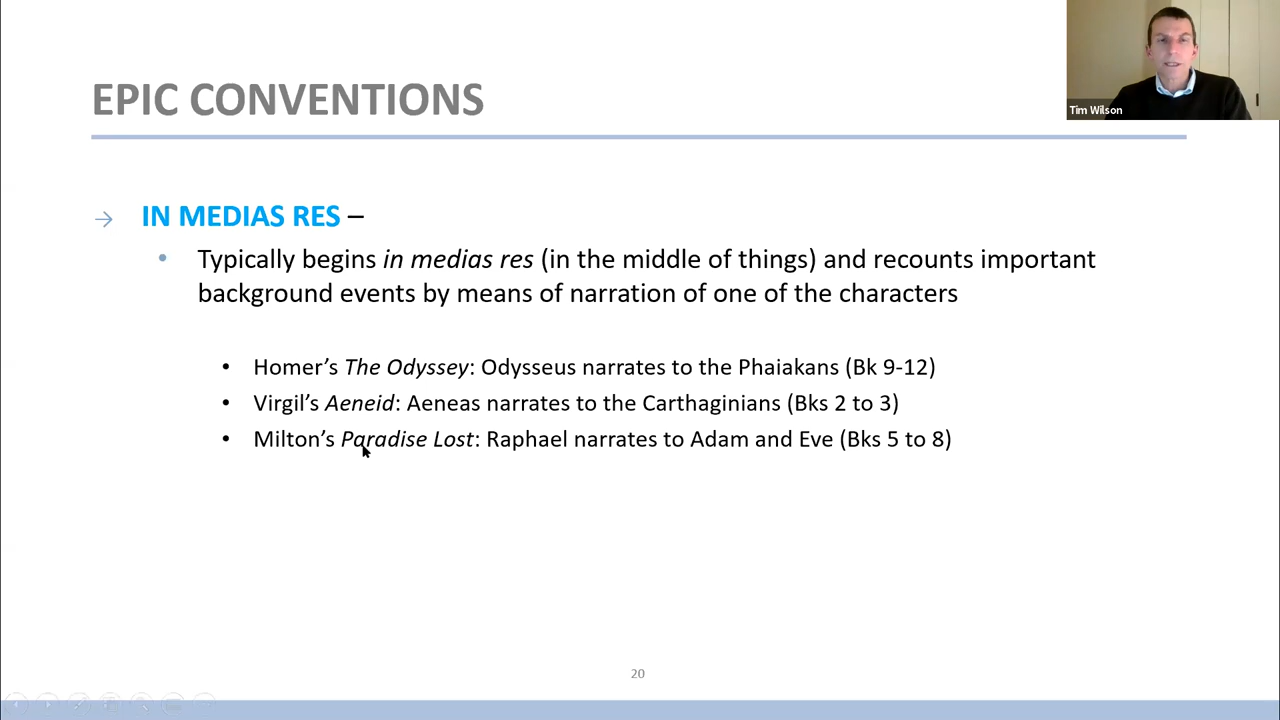 Tim Wilson
EPIC CONVENTIONS
IN MEDIAS RES –
Typically begins in medias res (in the middle of things) and recounts important
background events by means of narration of one of the characters
Homer’s The Odyssey: Odysseus narrates to the Phaiakans (Bk 9-12)
Virgil’s Aeneid: Aeneas narrates to the Carthaginians (Bks 2 to 3)
Milton’s Paradise Lost: Raphael narrates to Adam and Eve (Bks 5 to 8)
20